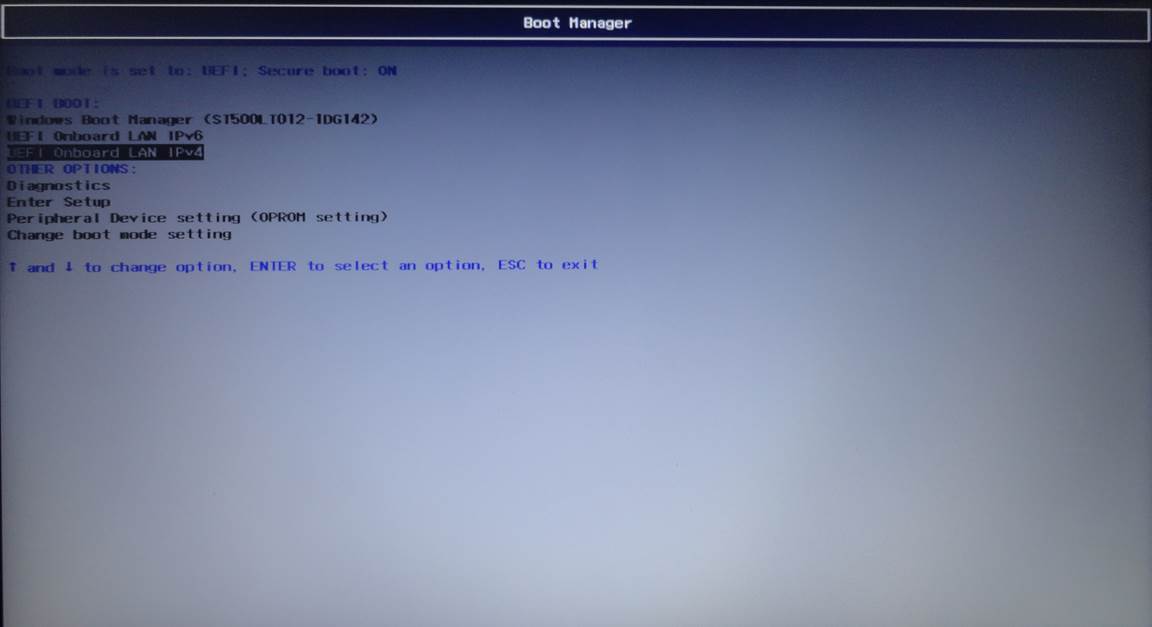 Boot Manager
Boot mode is set to: UEFI; Secure boot: ON
UEFI BOOT:
Windows Boot Manager (ST500LT012-1DG142)
UEFI Onboard LAN IPv6
UEFI Onboard LAN IPv4
OTHER OPTIONS:
Diagnostics
Enter Setup
Peripheral Device setting (OPROM setting)
Change boot mode setting
↑ and ↓ to change option, ENTER to select an option, ESC to exit